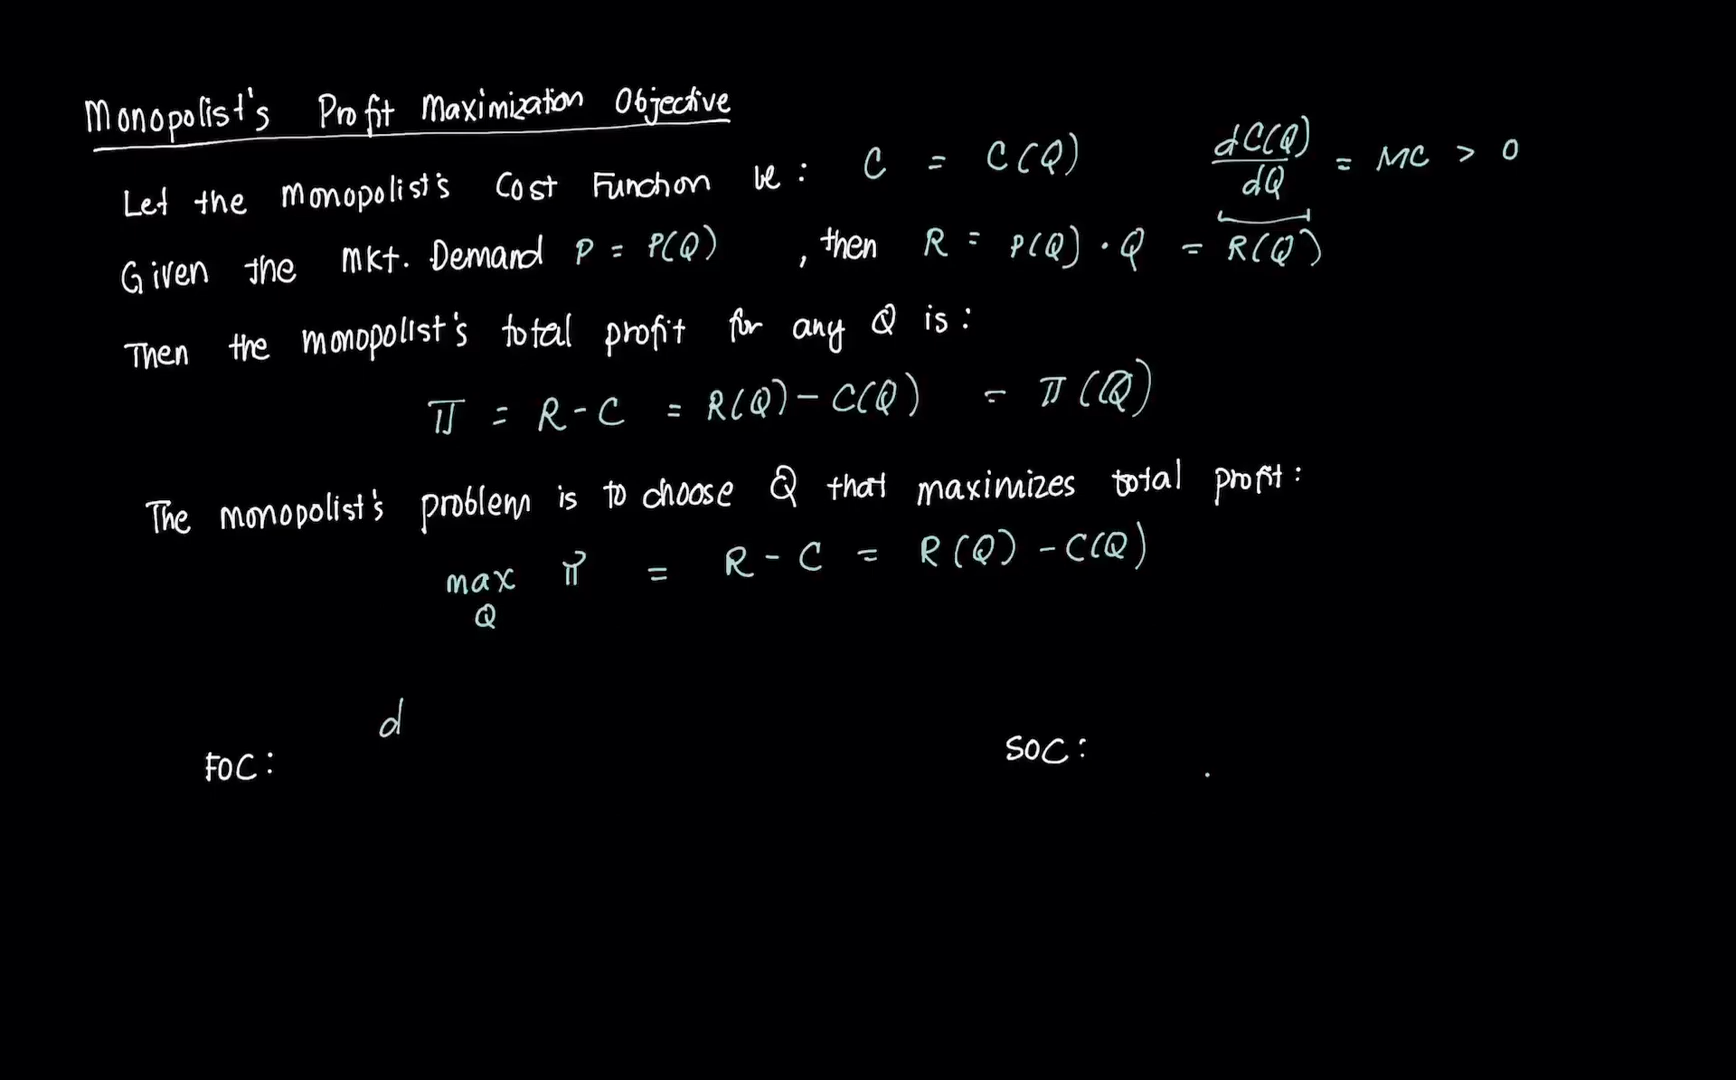 Monopolist's Profit Maximization Objective
Let the monopolist's Cost Function be: C = C(Q) dC(Q)/dQ = MC > 0
Given the mkt. Demand P = P(Q) , then R = P(Q) · Q = R(Q)
Then the monopolist's total profit for any Q is:
π = R - C = R(Q) - C(Q) = π(Q)
The monopolist's problem is to choose Q that maximizes total profit:
max π = R - C = R(Q) - C(Q)
Q
d
FOC: SOC: